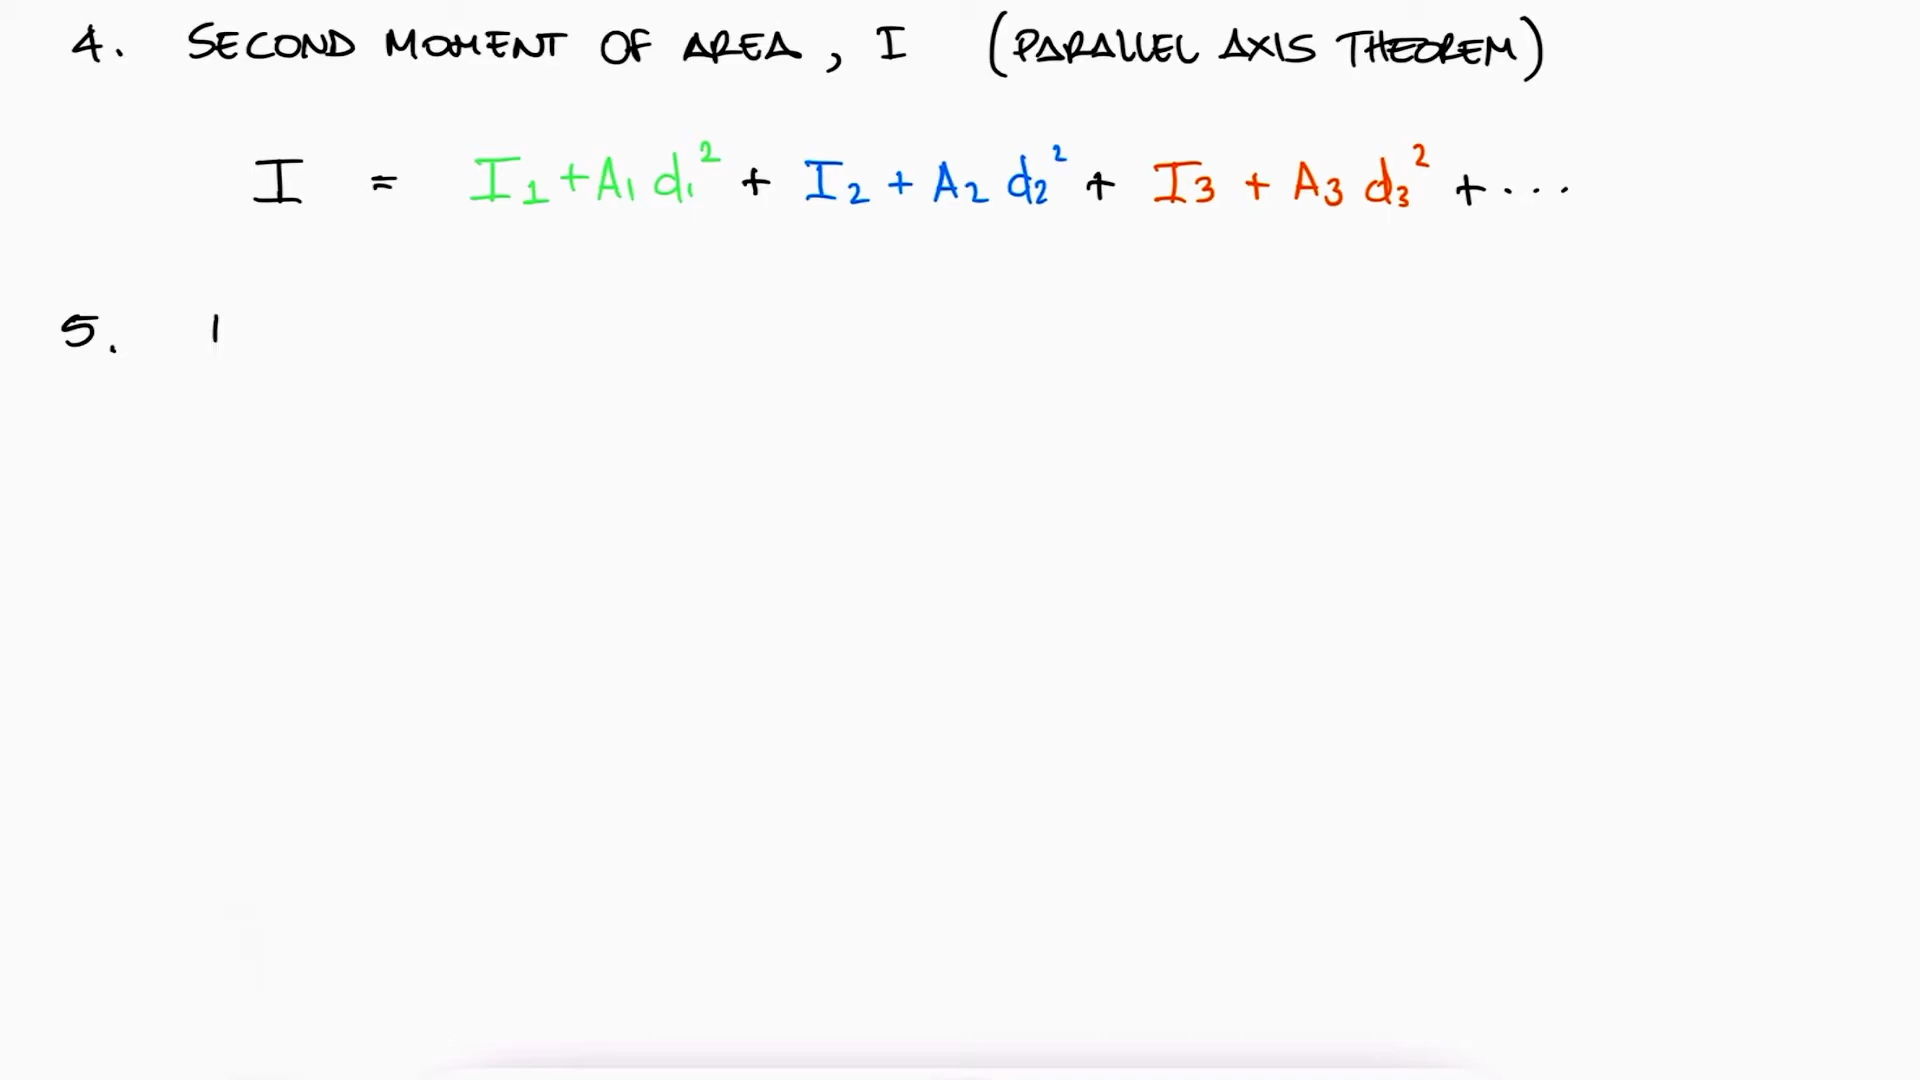 4. SECOND MOMENT OF AREA, I (PARALLEL AXIS THEOREM)
I = I₁ + A₁ d₁² + I₂ + A₂ d₂² + I₃ + A₃ d₃² + ...
5.